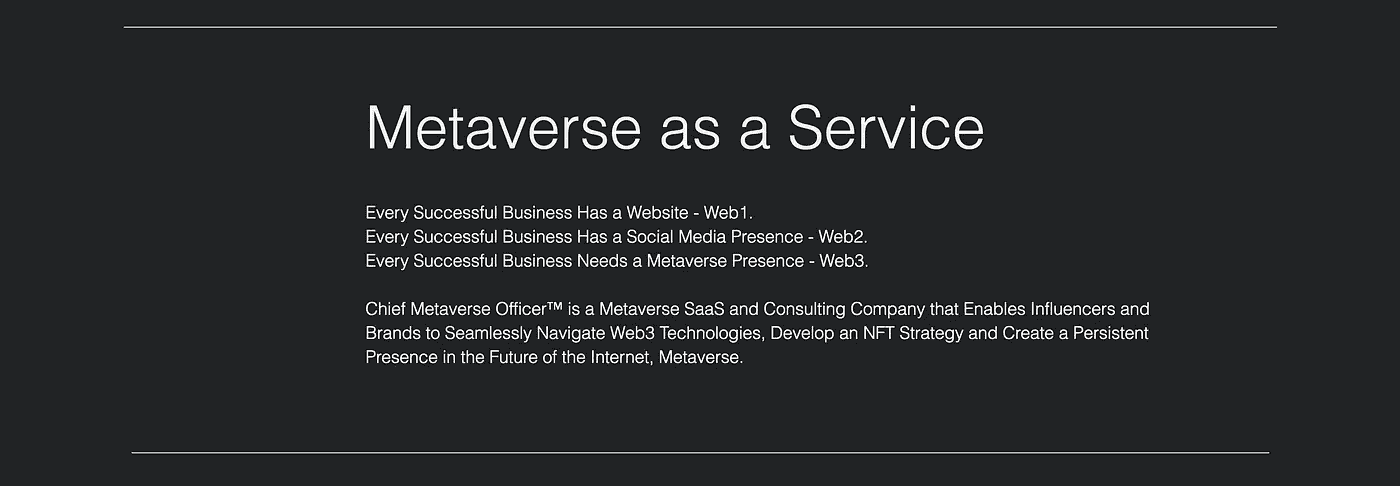 Metaverse as a Service
Every Successful Business Has a Website - Web1.
Every Successful Business Has a Social Media Presence - Web2.
Every Successful Business Needs a Metaverse Presence - Web3.
Chief Metaverse Officer™ is a Metaverse SaaS and Consulting Company that Enables Influencers and
Brands to Seamlessly Navigate Web3 Technologies, Develop an NFT Strategy and Create a Persistent
Presence in the Future of the Internet, Metaverse.